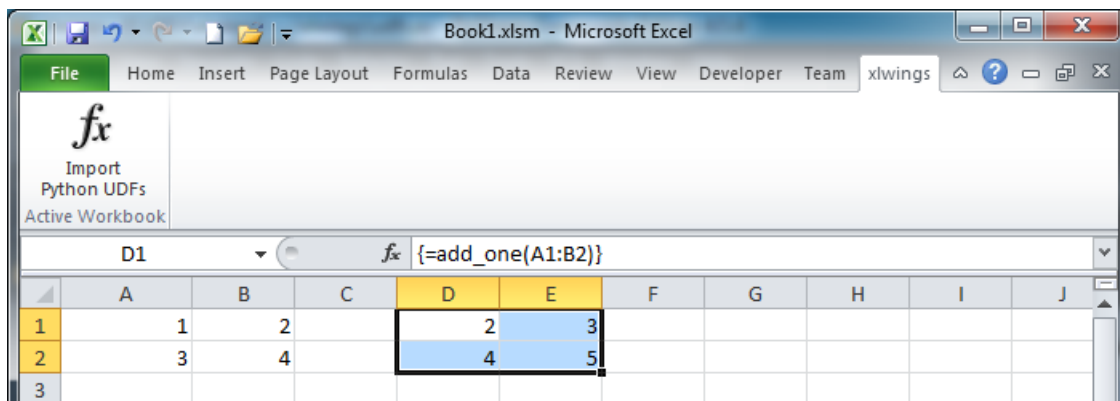 Book1.xlsm - Microsoft Excel
File Home Insert Page Layout Formulas Data Review View Developer Team xlwings
fx
Import
Python UDFs
Active Workbook
D1 fx {=add_one(A1:B2)}
A B C D E F G H I J
1 1 2 2 3
2 3 4 4 5
3